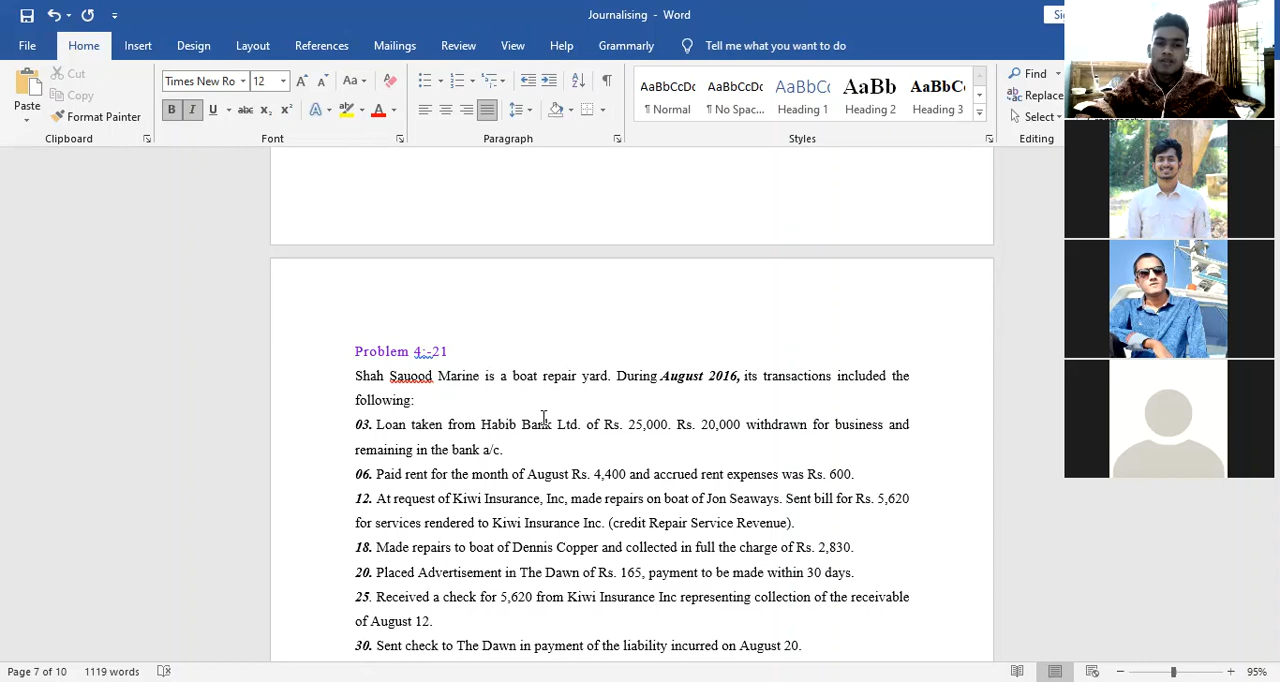 Journalising - Word
File Home Insert Design Layout References Mailings Review View Help Grammarly Tell me what you want to do
Paste
Cut
Copy
Format Painter
Clipboard
Times New Ro 12
Font
Paragraph
AaBbCcDc AaBbCcDc AaBbCc AaBb AaBbC
¶ Normal ¶ No Spac... Heading 1 Heading 2 Heading 3
Styles
Find
Replace
Select
Editing
Problem 4:-21
Shah Sauood Marine is a boat repair yard. During August 2016, its transactions included the
following:
03. Loan taken from Habib Bank Ltd. of Rs. 25,000. Rs. 20,000 withdrawn for business and
remaining in the bank a/c.
06. Paid rent for the month of August Rs. 4,400 and accrued rent expenses was Rs. 600.
12. At request of Kiwi Insurance, Inc, made repairs on boat of Jon Seaways. Sent bill for Rs. 5,620
for services rendered to Kiwi Insurance Inc. (credit Repair Service Revenue).
18. Made repairs to boat of Dennis Copper and collected in full the charge of Rs. 2,830.
20. Placed Advertisement in The Dawn of Rs. 165, payment to be made within 30 days.
25. Received a check for 5,620 from Kiwi Insurance Inc representing collection of the receivable
of August 12.
30. Sent check to The Dawn in payment of the liability incurred on August 20.
Page 7 of 10 1119 words 95%